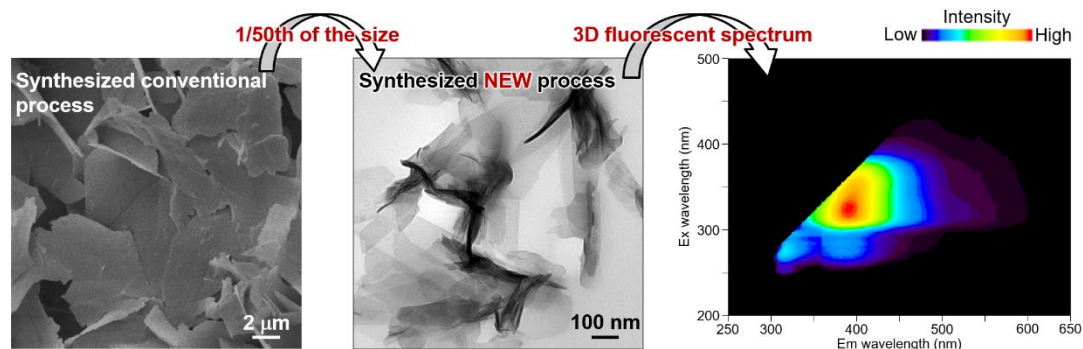 1/50th of the size
3D fluorescent spectrum
Intensity
Low
High
Synthesized conventional
process
2 μm
Synthesized NEW process
100 nm
500
400
300
200
Ex wavelength (nm)
250
300
400
500
600
650
Em wavelength (nm)